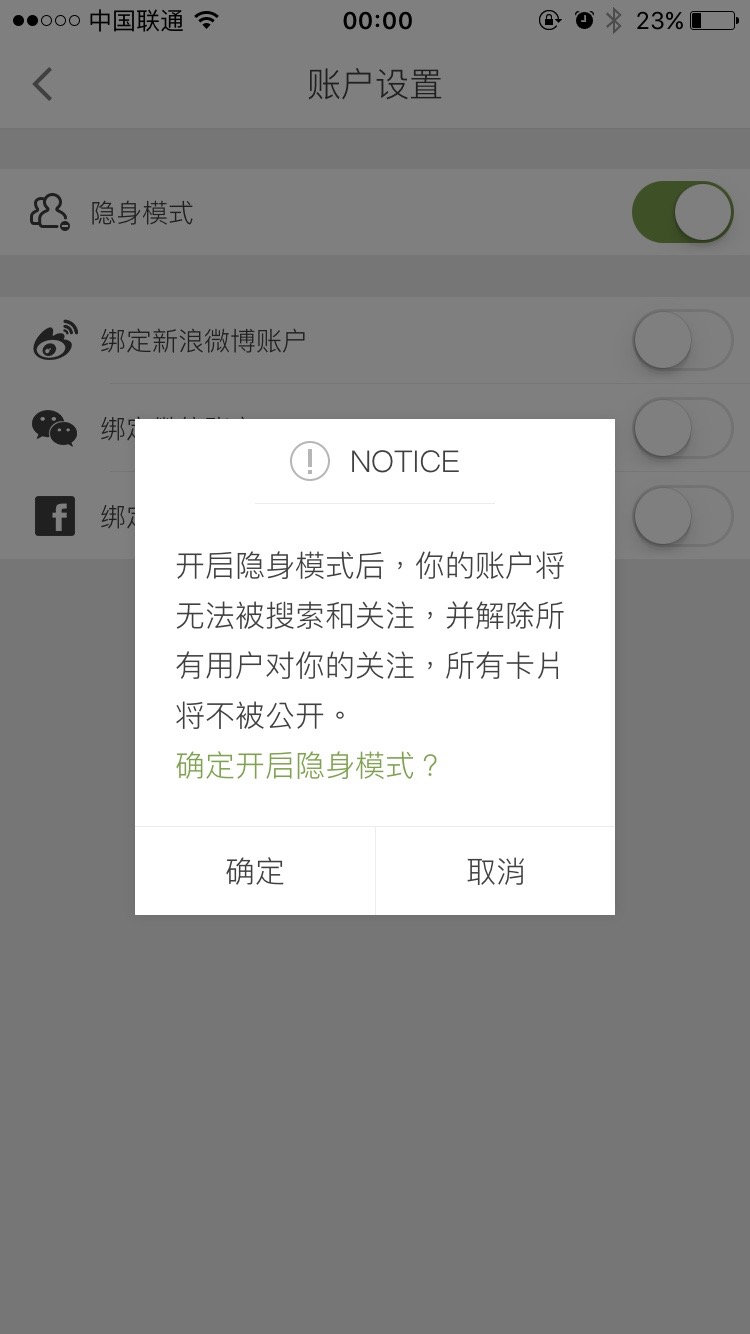 中国联通
00:00
23%
账户设置
隐身模式
绑定新浪微博账户
绑定
绑定
NOTICE
开启隐身模式后，你的账户将
无法被搜索和关注，并解除所
有用户对你的关注，所有卡片
将不被公开。
确定开启隐身模式？
确定
取消